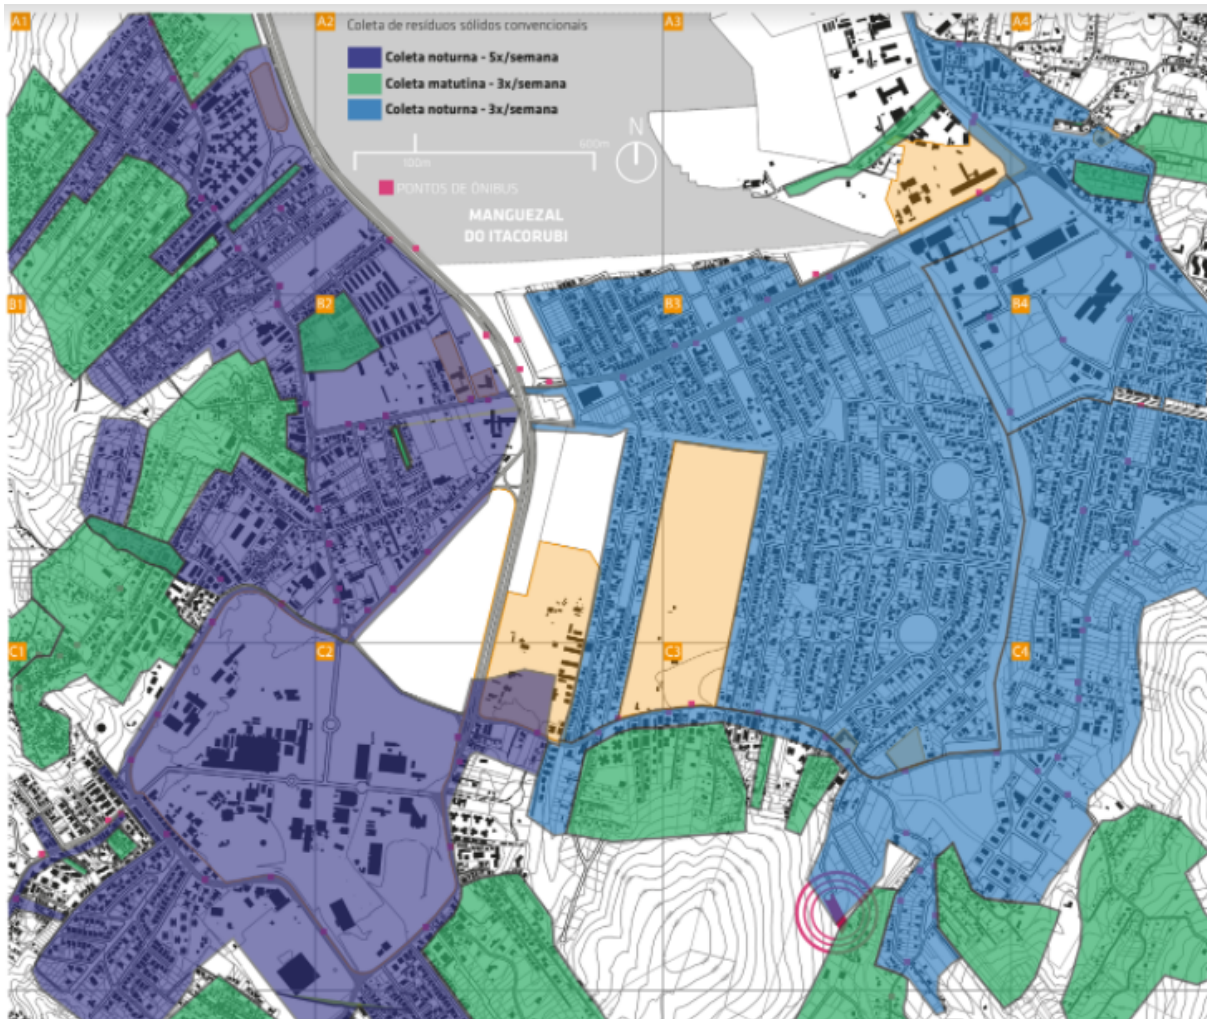 A1
A2
A3
A4
Coleta de resíduos sólidos convencionais
Coleta noturna - 5x/semana
Coleta matutina - 3x/semana
Coleta noturna - 3x/semana
N
600m
100m
PONTOS DE ÔNIBUS
MANGUEZAL
DO ITACORUBI
B1
B2
B3
B4
C1
C2
C3
C4